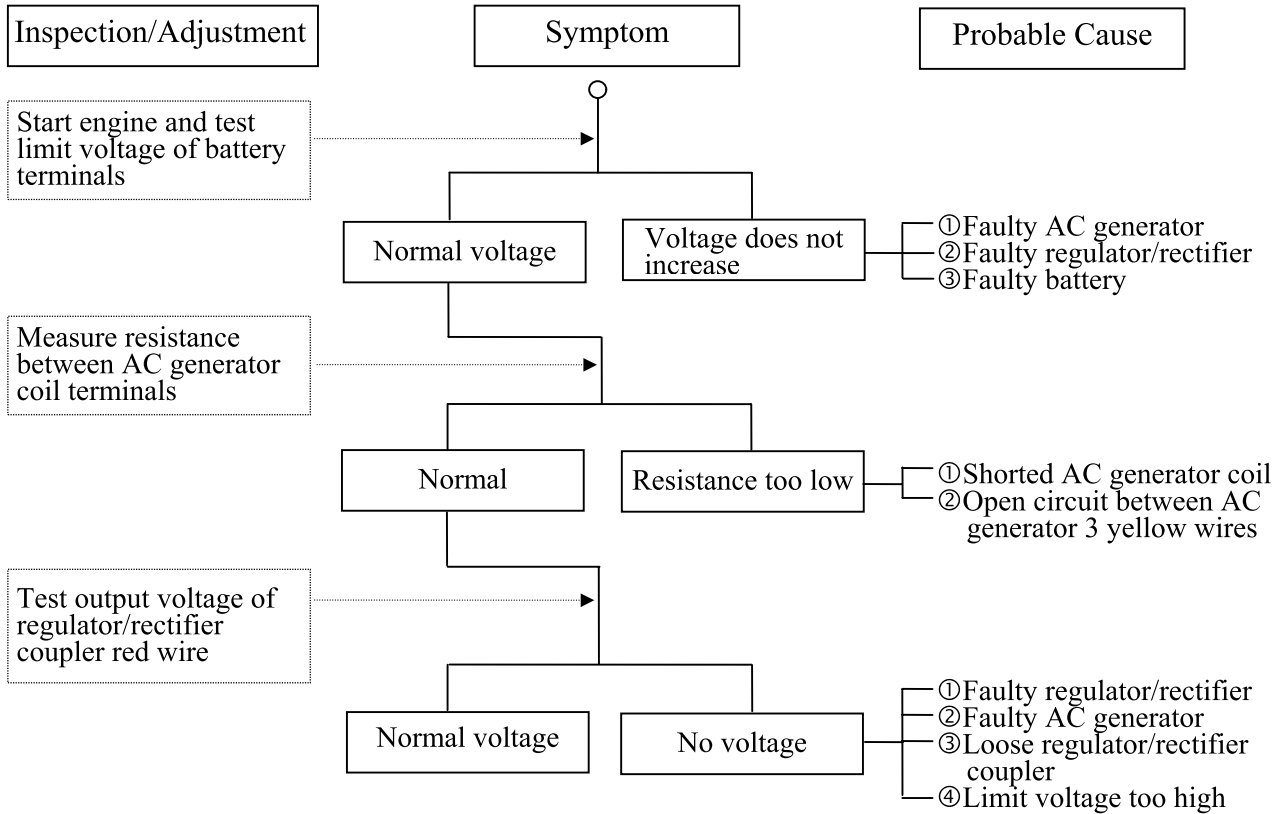 Inspection/Adjustment
Symptom
Probable Cause
Start engine and test
limit voltage of battery
terminals
Normal voltage
Voltage does not
increase
①Faulty AC generator
②Faulty regulator/rectifier
③Faulty battery
Measure resistance
between AC generator
coil terminals
Normal
Resistance too low
①Shorted AC generator coil
②Open circuit between AC
generator 3 yellow wires
Test output voltage of
regulator/rectifier
coupler red wire
Normal voltage
No voltage
①Faulty regulator/rectifier
②Faulty AC generator
③Loose regulator/rectifier
coupler
④Limit voltage too high